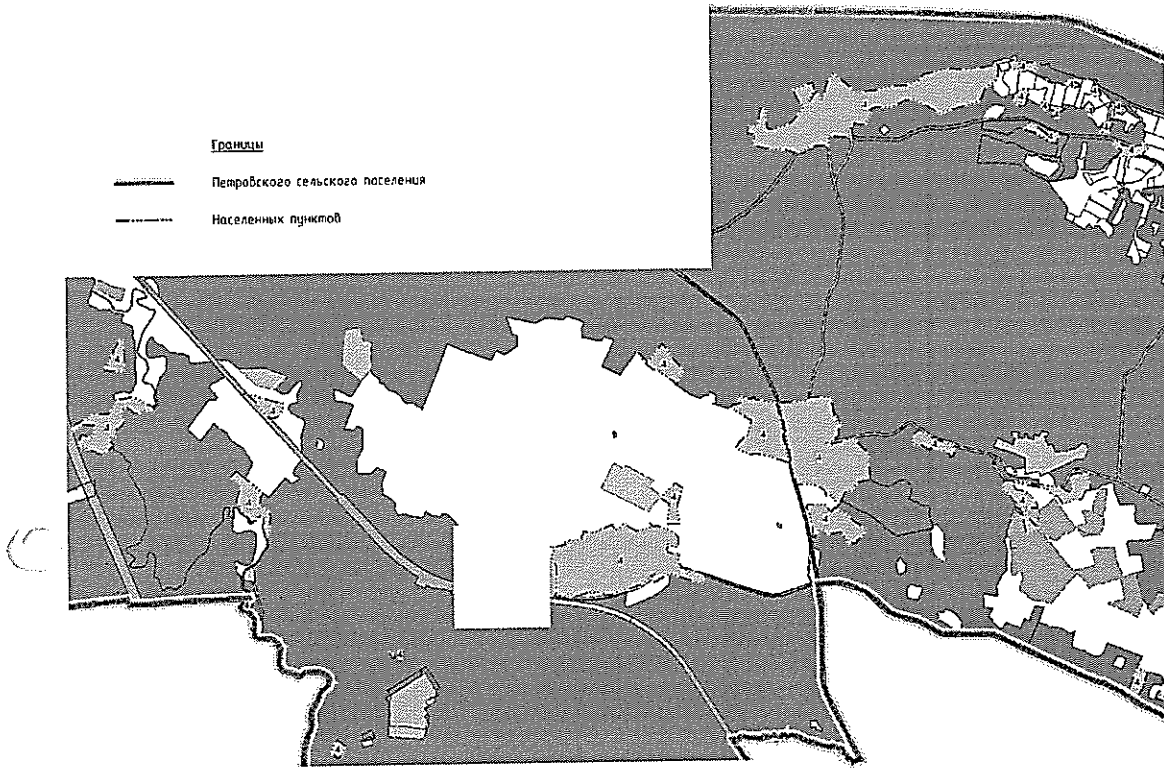 Границы
Петровского сельского поселения
Населенных пунктов